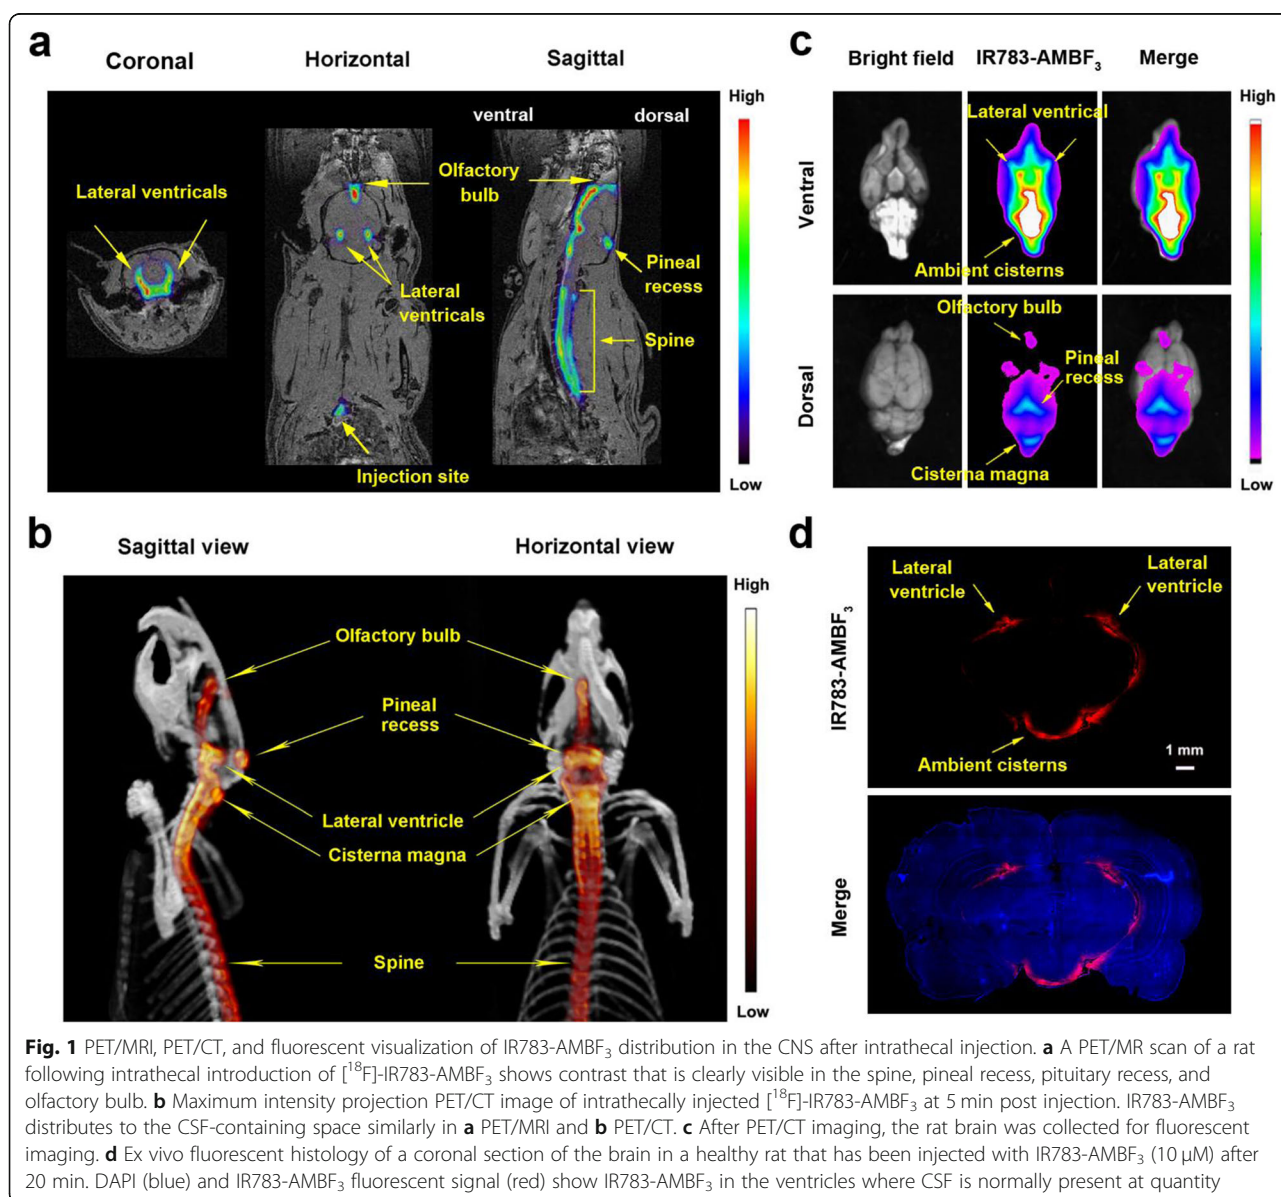 a
Coronal
Horizontal
Sagittal
ventral
dorsal
High
Lateral ventricals
Olfactory
bulb
Pineal
recess
Lateral
ventricals
Spine
Injection site
Low
c
Bright field
IR783-AMBF₃
Merge
High
Ventral
Lateral ventrical
Ambient cisterns
Dorsal
Olfactory bulb
Pineal
recess
Cisterna magna
Low
b
Sagittal view
Horizontal view
High
Olfactory bulb
Pineal
recess
Lateral ventricle
Cisterna magna
Spine
Low
d
IR783-AMBF₃
Lateral
ventricle
Lateral
ventricle
Ambient cisterns
1 mm
Merge
Fig. 1 PET/MRI, PET/CT, and fluorescent visualization of IR783-AMBF₃ distribution in the CNS after intrathecal injection. a A PET/MR scan of a rat
following intrathecal introduction of [¹⁸F]-IR783-AMBF₃ shows contrast that is clearly visible in the spine, pineal recess, pituitary recess, and
olfactory bulb. b Maximum intensity projection PET/CT image of intrathecally injected [¹⁸F]-IR783-AMBF₃ at 5 min post injection. IR783-AMBF₃
distributes to the CSF-containing space similarly in a PET/MRI and b PET/CT. c After PET/CT imaging, the rat brain was collected for fluorescent
imaging. d Ex vivo fluorescent histology of a coronal section of the brain in a healthy rat that has been injected with IR783-AMBF₃ (10 μM) after
20 min. DAPI (blue) and IR783-AMBF₃ fluorescent signal (red) show IR783-AMBF₃ in the ventricles where CSF is normally present at quantity